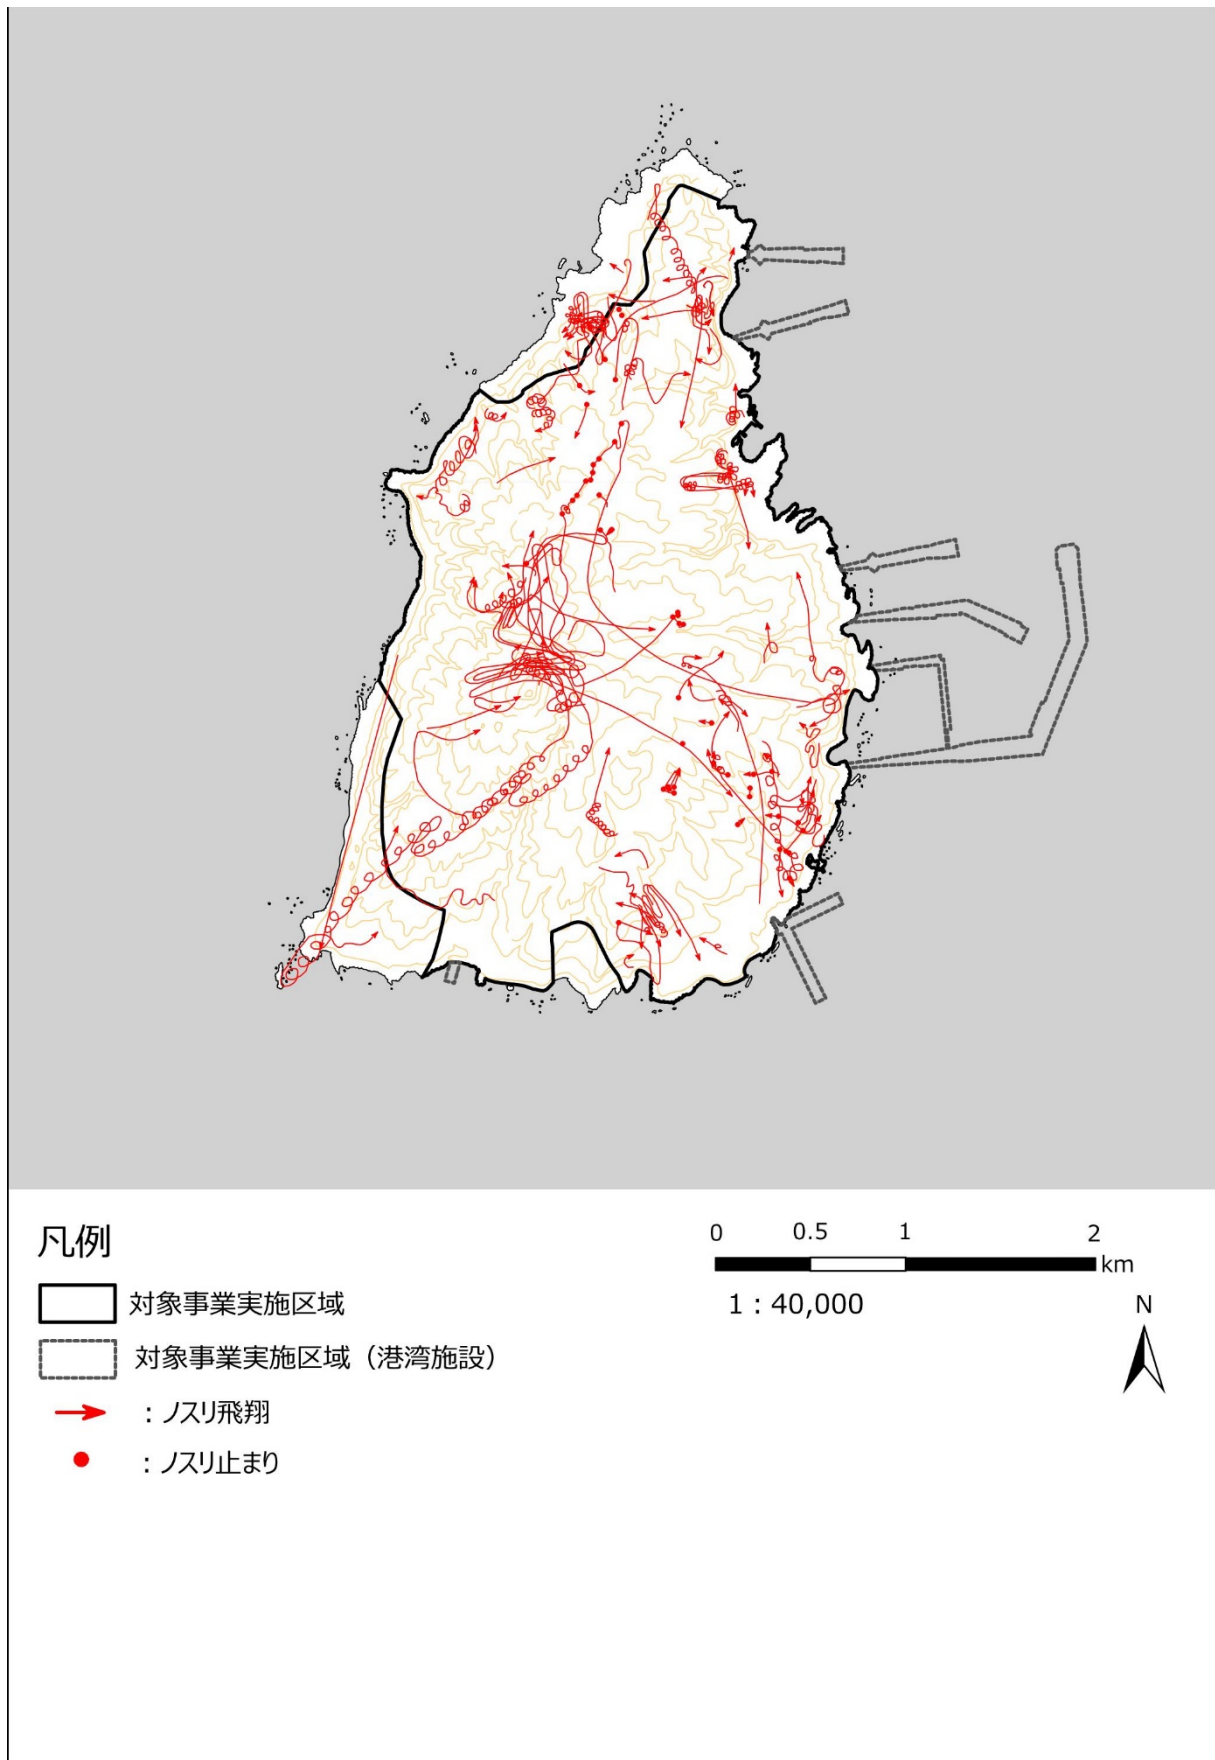 凡例
対象事業実施区域
対象事業実施区域（港湾施設）
：ノスリ飛翔
：ノスリ止まり
0 0.5 1 2
km
1：40,000
N